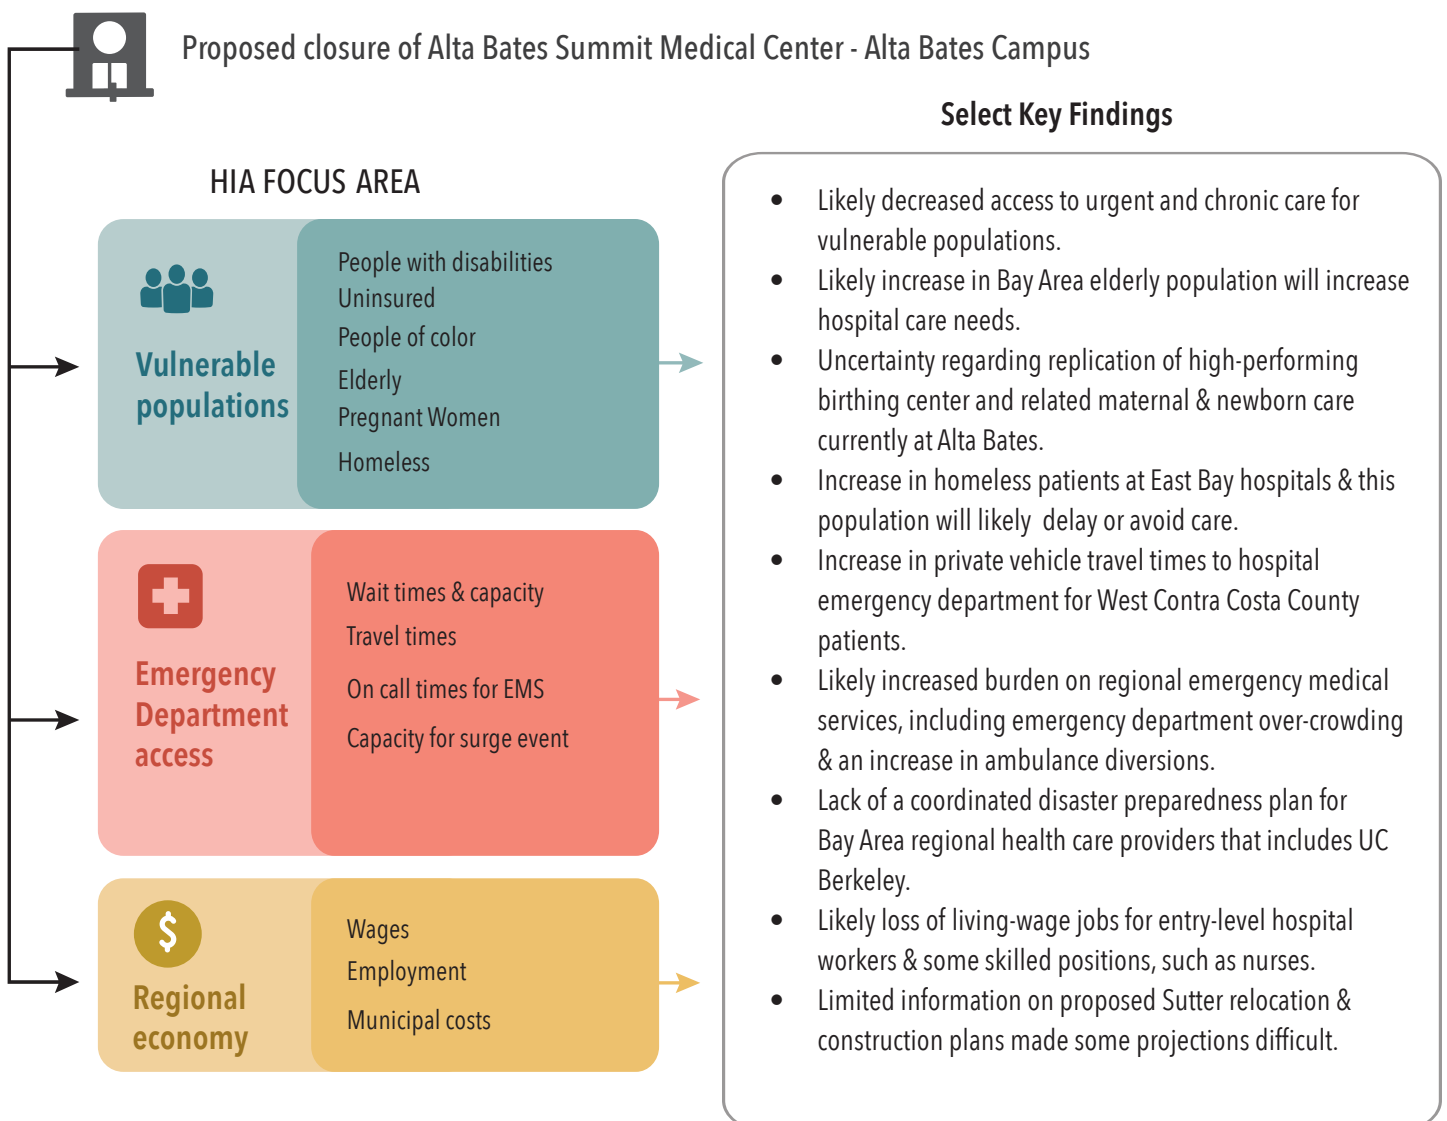 Proposed closure of Alta Bates Summit Medical Center - Alta Bates Campus
HIA FOCUS AREA
Vulnerable
populations
People with disabilities
Uninsured
People of color
Elderly
Pregnant Women
Homeless
Emergency
Department
access
Wait times & capacity
Travel times
On call times for EMS
Capacity for surge event
$
Regional
economy
Wages
Employment
Municipal costs
Select Key Findings
• Likely decreased access to urgent and chronic care for
vulnerable populations.
• Likely increase in Bay Area elderly population will increase
hospital care needs.
• Uncertainty regarding replication of high-performing
birthing center and related maternal & newborn care
currently at Alta Bates.
• Increase in homeless patients at East Bay hospitals & this
population will likely delay or avoid care.
• Increase in private vehicle travel times to hospital
emergency department for West Contra Costa County
patients.
• Likely increased burden on regional emergency medical
services, including emergency department over-crowding
& an increase in ambulance diversions.
• Lack of a coordinated disaster preparedness plan for
Bay Area regional health care providers that includes UC
Berkeley.
• Likely loss of living-wage jobs for entry-level hospital
workers & some skilled positions, such as nurses.
• Limited information on proposed Sutter relocation &
construction plans made some projections difficult.